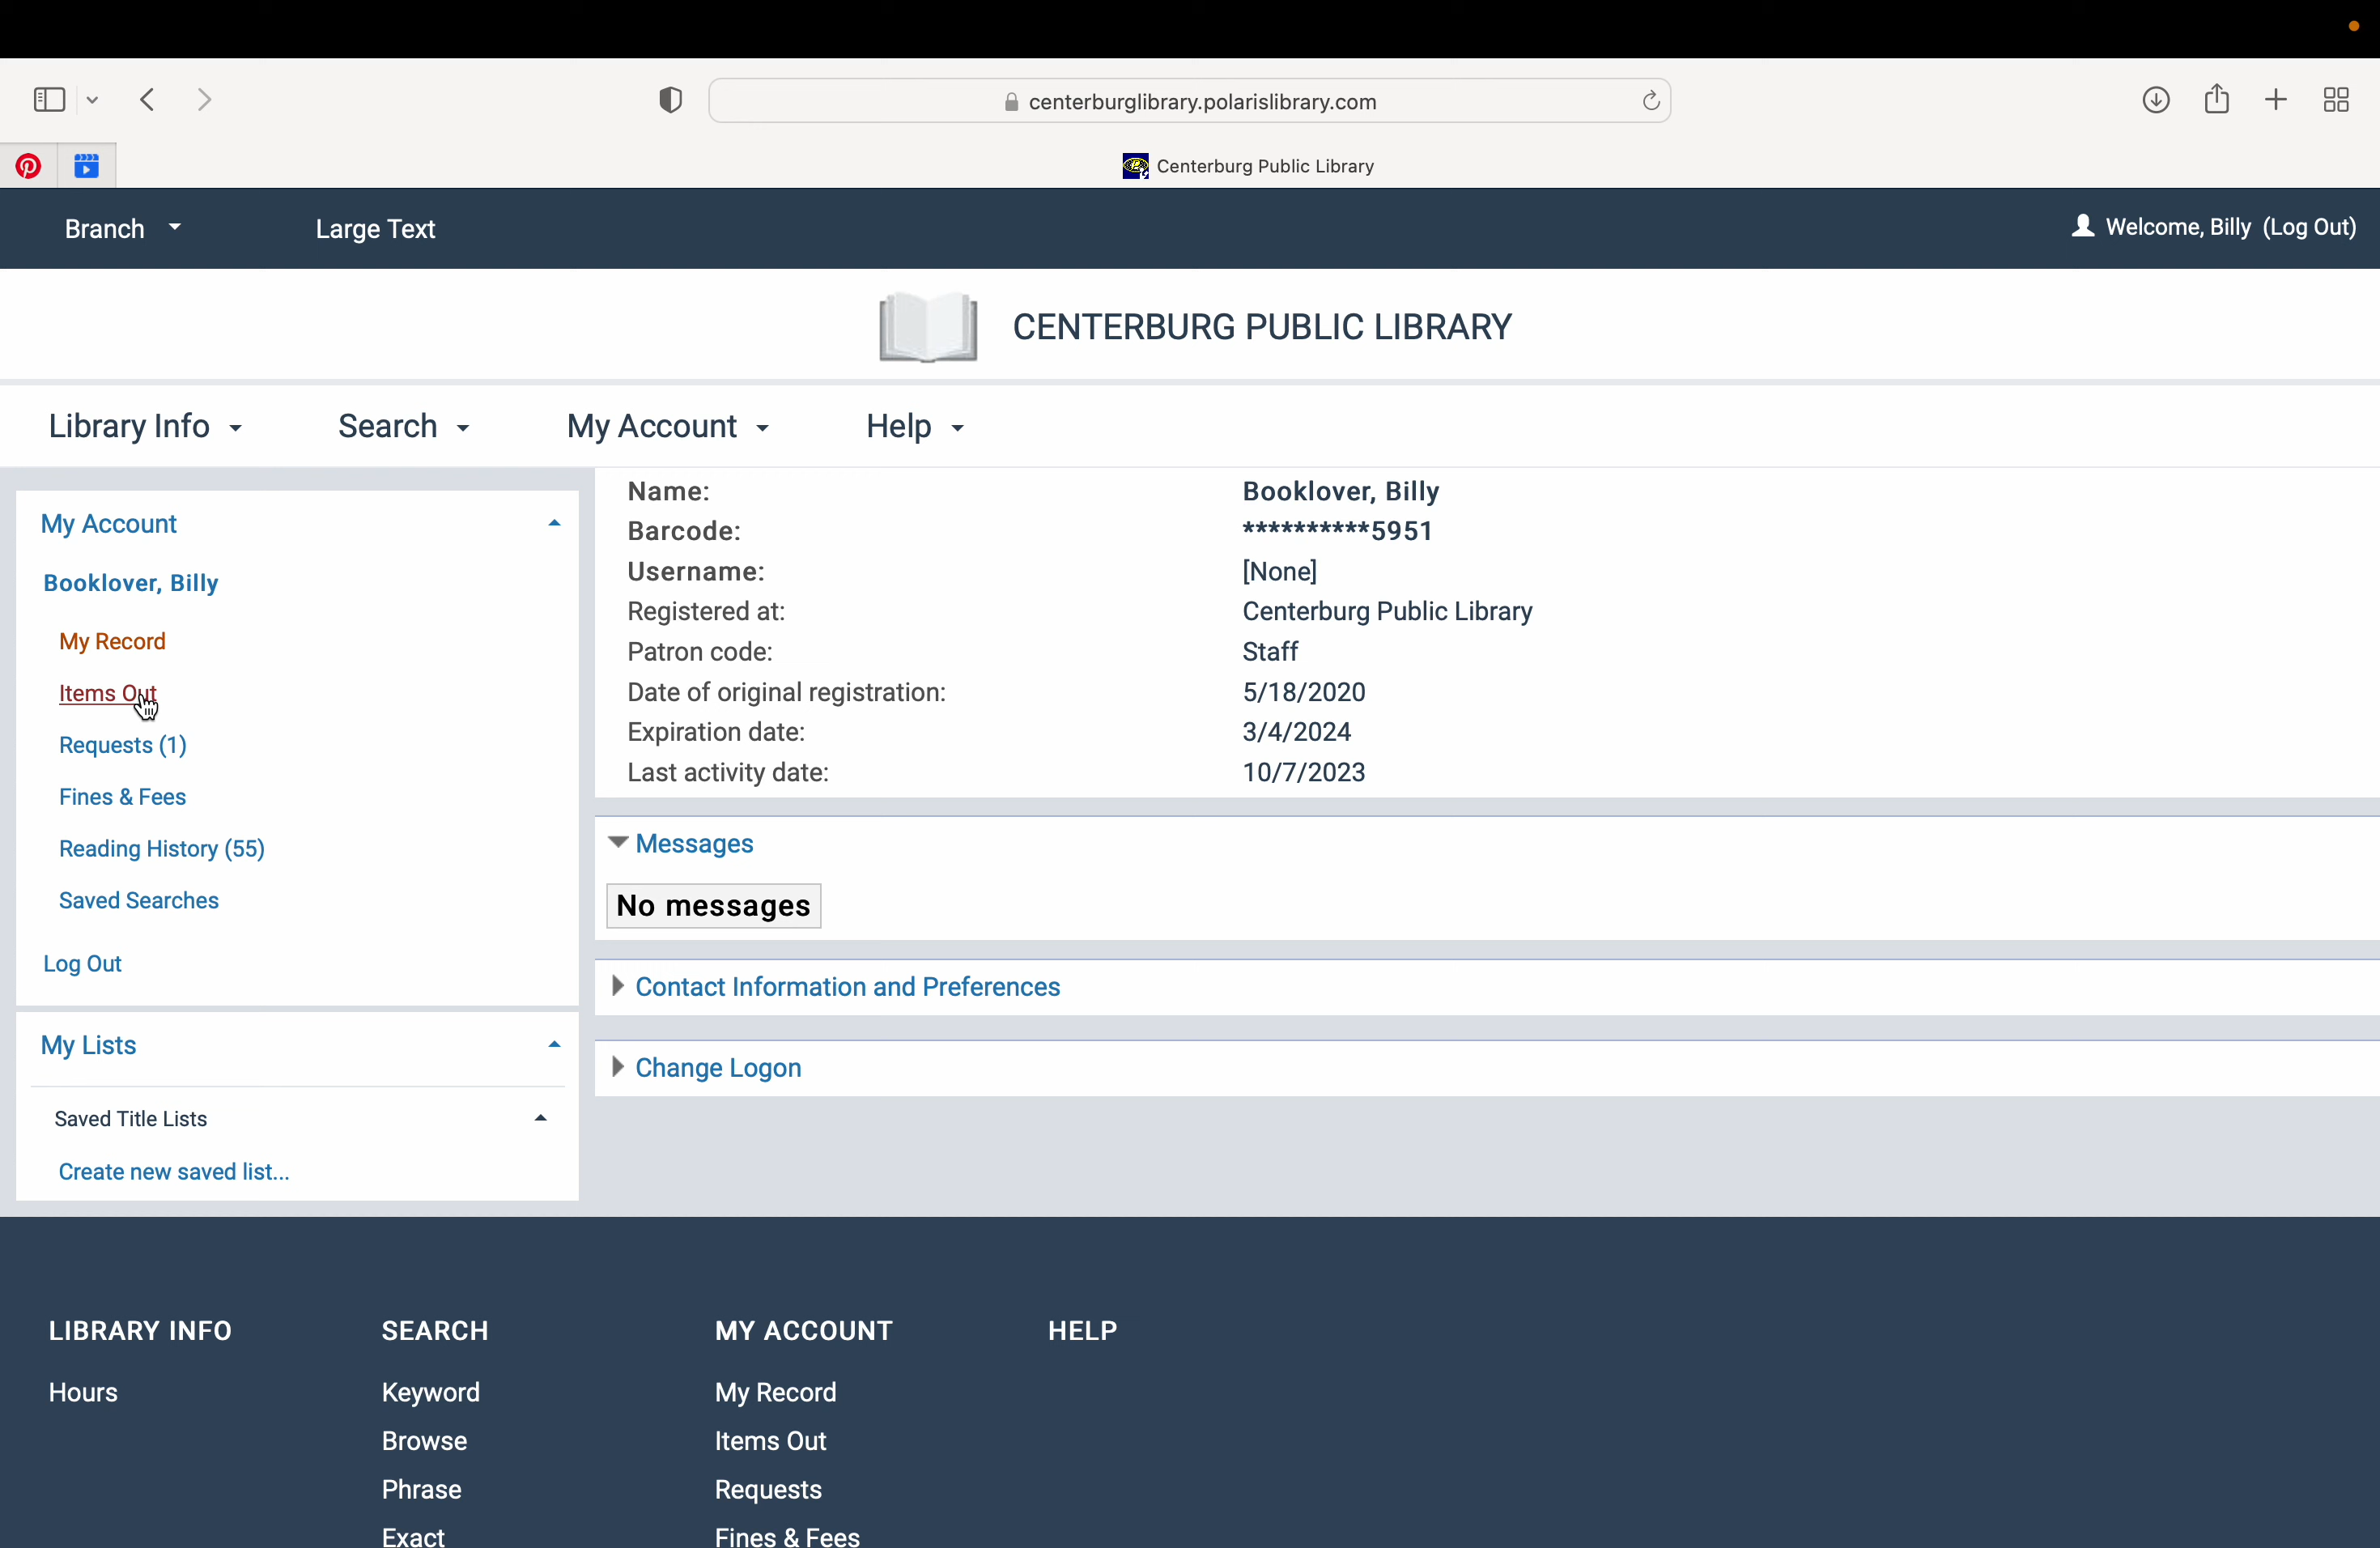 centerburglibrary.polarislibrary.com
Centerburg Public Library
Branch
Large Text
Welcome, Billy (Log Out)
CENTERBURG PUBLIC LIBRARY
Library Info
Search
My Account
Help
My Account
Booklover, Billy
My Record
Items Out
Requests (1)
Fines & Fees
Reading History (55)
Saved Searches
Log Out
My Lists
Saved Title Lists
Create new saved list...
Name: Booklover, Billy
Barcode: **********5951
Username: [None]
Registered at: Centerburg Public Library
Patron code: Staff
Date of original registration: 5/18/2020
Expiration date: 3/4/2024
Last activity date: 10/7/2023
Messages
No messages
Contact Information and Preferences
Change Logon
LIBRARY INFO
Hours
SEARCH
Keyword
Browse
Phrase
Exact
MY ACCOUNT
My Record
Items Out
Requests
Fines & Fees
HELP